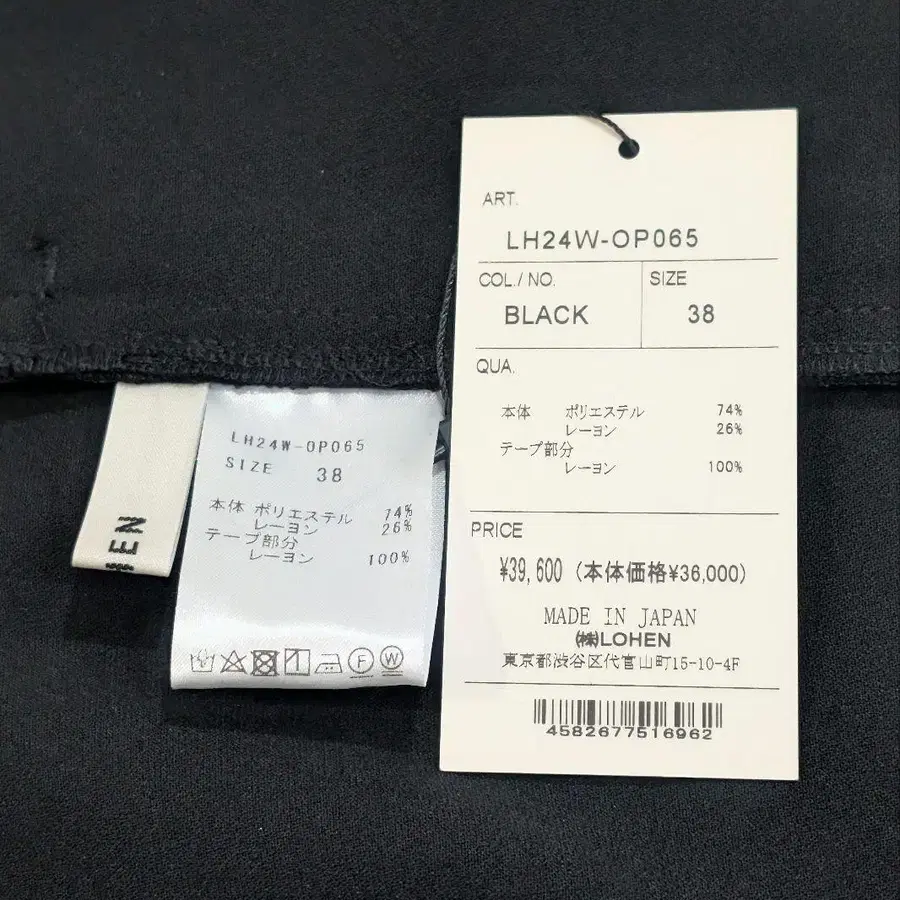 ART.
LH24W-OP065
COL./NO. SIZE
BLACK 38
QUA.
本体 ポリエステル 74%
レーヨン 26%
テープ部分
レーヨン 100%
PRICE
¥39,600 (本体価格¥36,000)
MADE IN JAPAN
㈱LOHEN
東京都渋谷区代官山町15-10-4F
4582677516962
LH24W-OP065
SIZE 38
本体 ポリエステル 74%
レーヨン 26%
テープ部分
レーヨン 100%
F W
EN